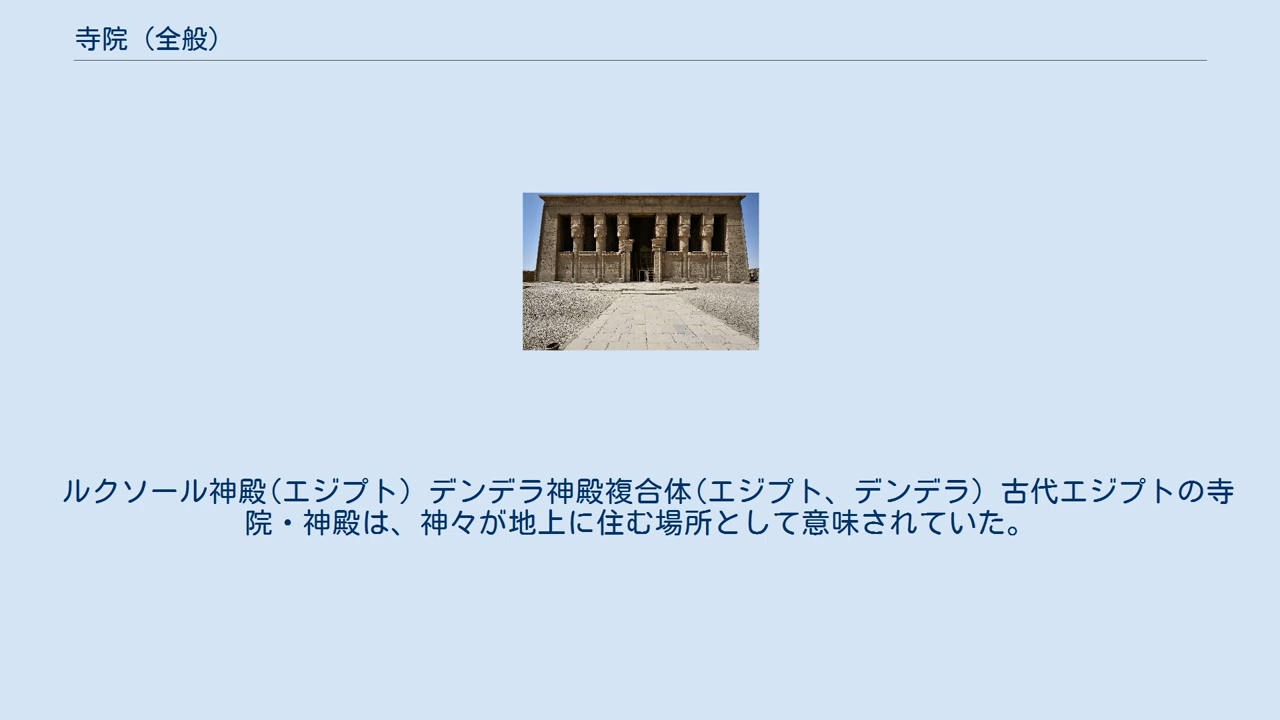 寺院（全般）
ルクソール神殿(エジプト）デンデラ神殿複合体(エジプト、デンデラ）古代エジプトの寺
院・神殿は、神々が地上に住む場所として意味されていた。